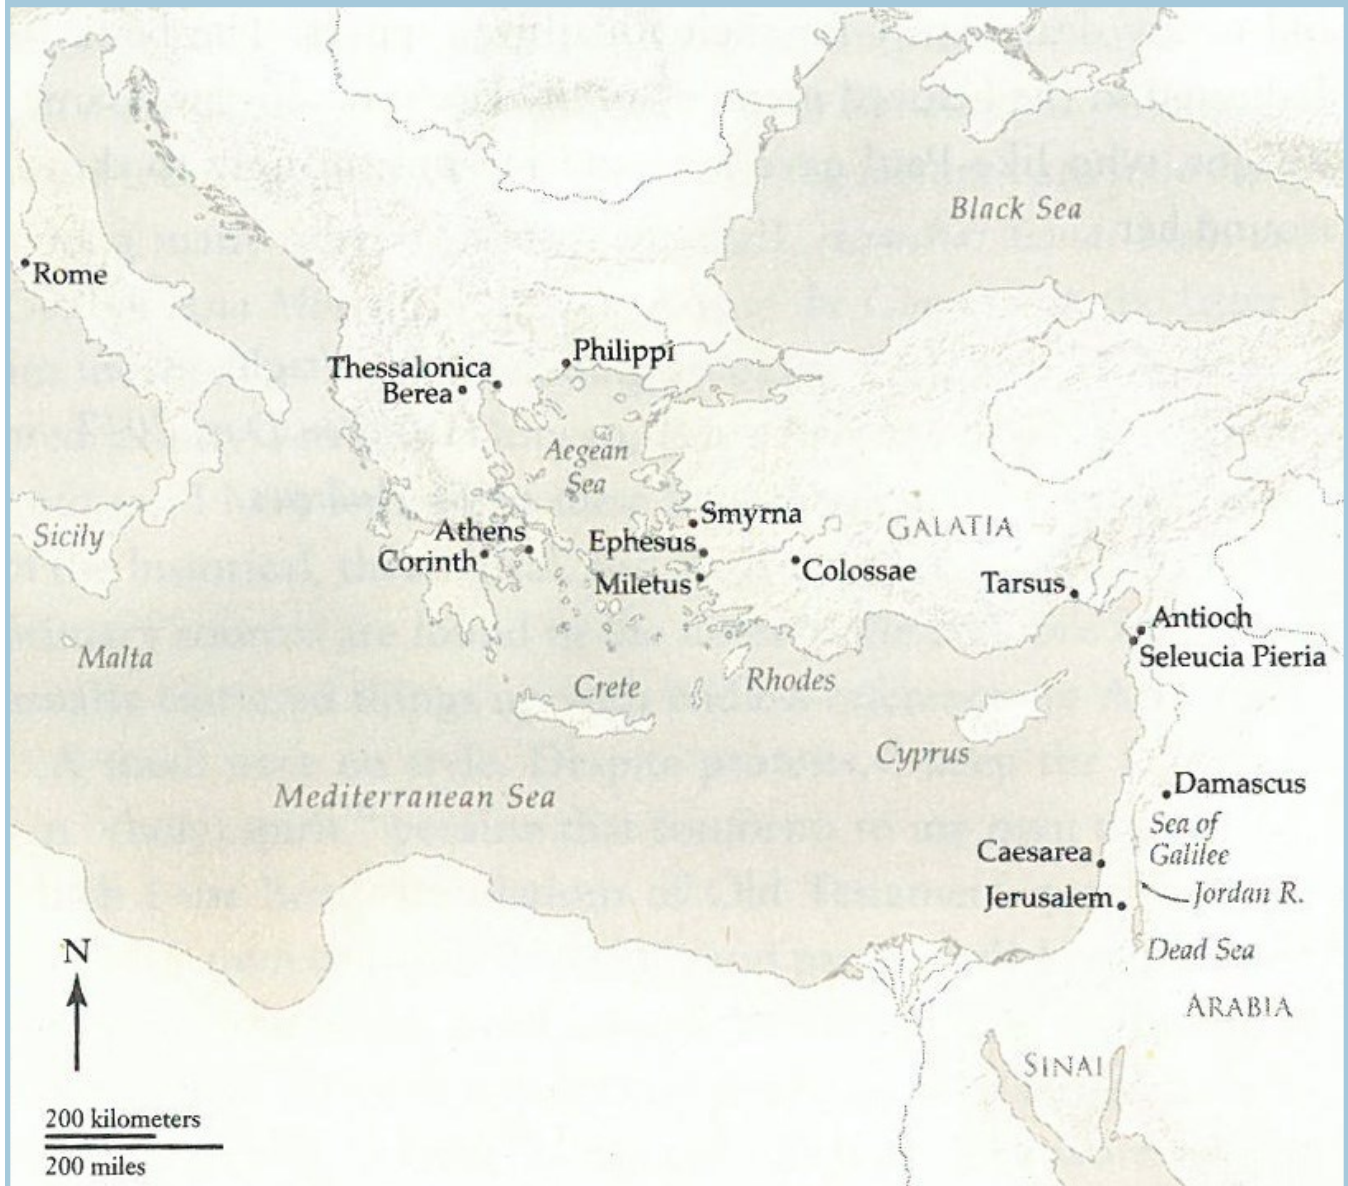 Black Sea
Rome
Philippi
Thessalonica
Berea
Aegean
Sea
Smyrna
GALATIA
Sicily
Athens
Ephesus
Corinth
Colossae
Miletus
Tarsus
Antioch
Malta
Seleucia Pieria
Rhodes
Crete
Cyprus
Mediterranean Sea
Damascus
Sea of
Galilee
Caesarea
Jordan R.
Jerusalem
N
Dead Sea
ARABIA
SINAI
200 kilometers
200 miles